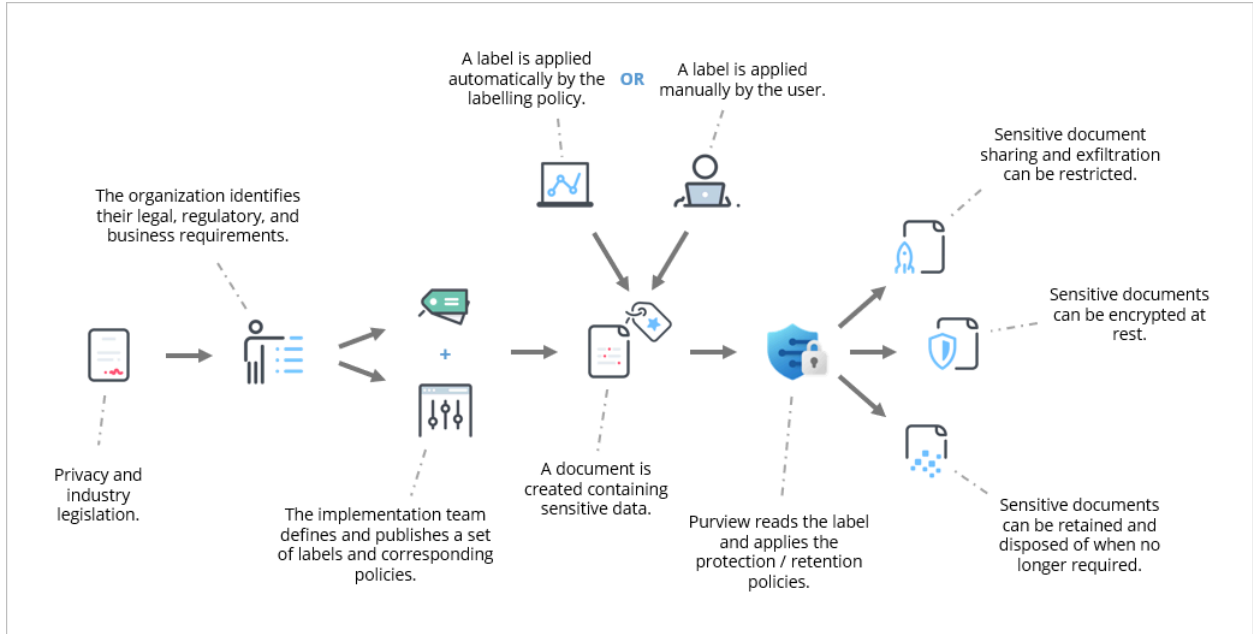 A label is applied
automatically by the
labelling policy.
OR
A label is applied
manually by the user.
Sensitive document
sharing and exfiltration
can be restricted.
The organization identifies
their legal, regulatory, and
business requirements.
Sensitive documents
can be encrypted at
rest.
+
Privacy and
industry
legislation.
The implementation team
defines and publishes a set
of labels and corresponding
policies.
A document is
created containing
sensitive data.
Purview reads the label
and applies the
protection / retention
policies.
Sensitive documents
can be retained and
disposed of when no
longer required.